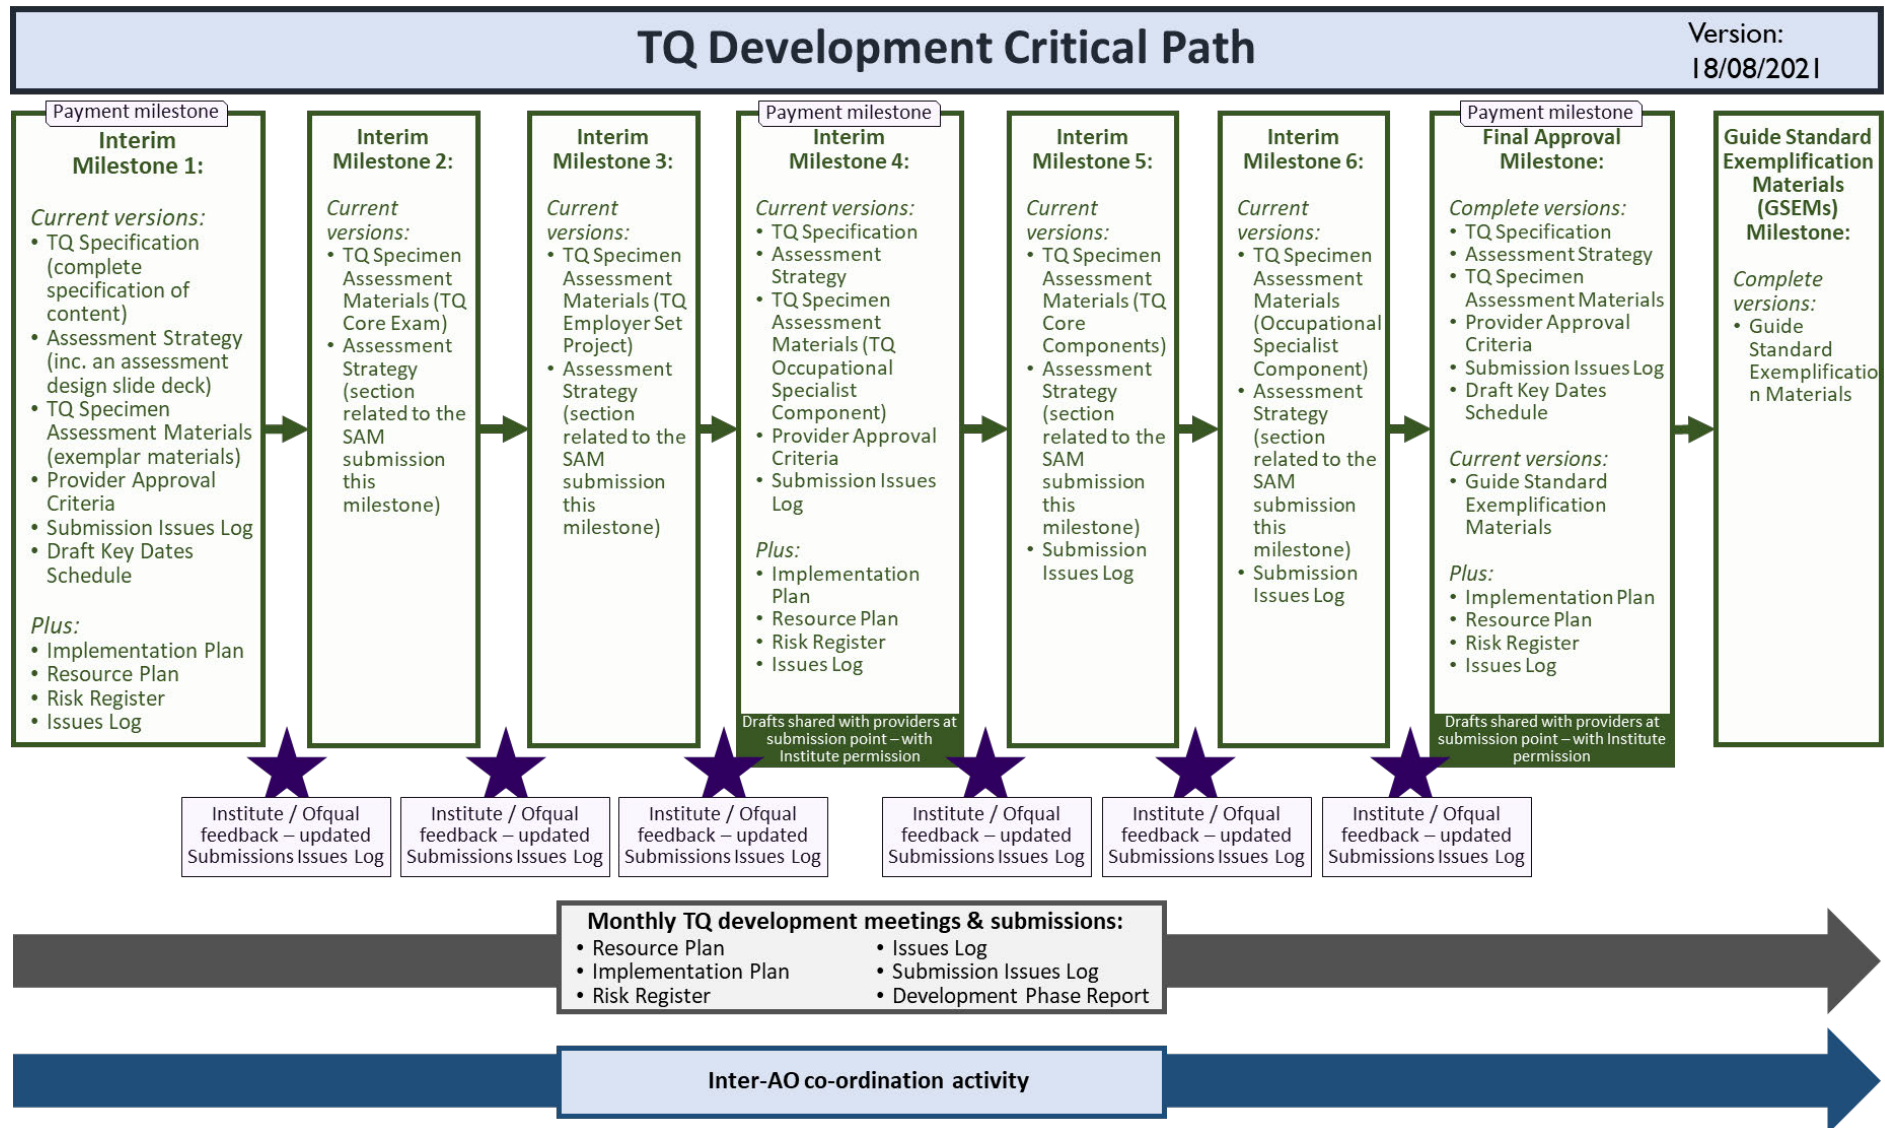 TQ Development Critical Path
Version:
18/08/2021
Payment milestone
Interim
Milestone 1:
Current versions:
• TQ Specification
(complete
specification of
content)
• Assessment Strategy
(inc. an assessment
design slide deck)
• TQ Specimen
Assessment Materials
(exemplar materials)
• Provider Approval
Criteria
• Submission Issues Log
• Draft Key Dates
Schedule
Plus:
• Implementation Plan
• Resource Plan
• Risk Register
• Issues Log
Interim
Milestone 2:
Current
versions:
• TQ Specimen
Assessment
Materials (TQ
Core Exam)
• Assessment
Strategy
(section
related to the
SAM
submission
this
milestone)
Interim
Milestone 3:
Current
versions:
• TQ Specimen
Assessment
Materials (TQ
Employer Set
Project)
• Assessment
Strategy
(section
related to the
SAM
submission
this
milestone)
Payment milestone
Interim
Milestone 4:
Current versions:
• TQ Specification
• Assessment
Strategy
• TQ Specimen
Assessment
Materials (TQ
Occupational
Specialist
Component)
• Provider Approval
Criteria
• Submission Issues
Log
Plus:
• Implementation
Plan
• Resource Plan
• Risk Register
• Issues Log
Drafts shared with providers at
submission point – with
Institute permission
Interim
Milestone 5:
Current
versions:
• TQ Specimen
Assessment
Materials (TQ
Core
Components)
• Assessment
Strategy
(section
related to the
SAM
submission
this
milestone)
• Submission
Issues Log
Interim
Milestone 6:
Current
versions:
• TQ Specimen
Assessment
Materials
(Occupational
Specialist
Component)
• Assessment
Strategy
(section
related to the
SAM
submission
this
milestone)
• Submission
Issues Log
Payment milestone
Final Approval
Milestone:
Complete versions:
• TQ Specification
• Assessment Strategy
• TQ Specimen
Assessment Materials
• Provider Approval
Criteria
• Submission Issues Log
• Draft Key Dates
Schedule
Current versions:
• Guide Standard
Exemplification
Materials
Plus:
• Implementation Plan
• Resource Plan
• Risk Register
• Issues Log
Drafts shared with providers at
submission point – with Institute
permission
Guide Standard
Exemplification
Materials
(GSEMs)
Milestone:
Complete
versions:
• Guide
Standard
Exemplificatio
n Materials
Institute / Ofqual
feedback – updated
Submissions Issues Log
Institute / Ofqual
feedback – updated
Submissions Issues Log
Institute / Ofqual
feedback – updated
Submissions Issues Log
Institute / Ofqual
feedback – updated
Submissions Issues Log
Institute / Ofqual
feedback – updated
Submissions Issues Log
Institute / Ofqual
feedback – updated
Submissions Issues Log
Monthly TQ development meetings & submissions:
• Resource Plan
• Implementation Plan
• Risk Register
• Issues Log
• Submission Issues Log
• Development Phase Report
Inter-AO co-ordination activity